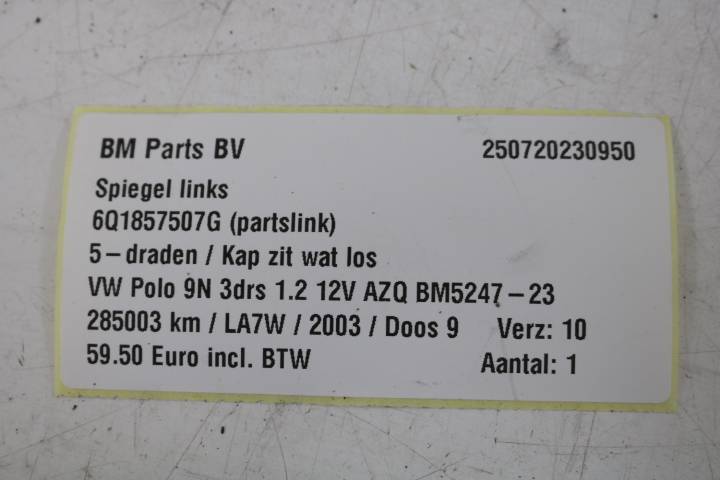 BM Parts BV 250720230950
Spiegel links
6Q1857507G (partslink)
5-draden / Kap zit wat los
VW Polo 9N 3drs 1.2 12V AZQ BM5247-23
285003 km / LA7W / 2003 / Doos 9 Verz: 10
59.50 Euro incl. BTW Aantal: 1